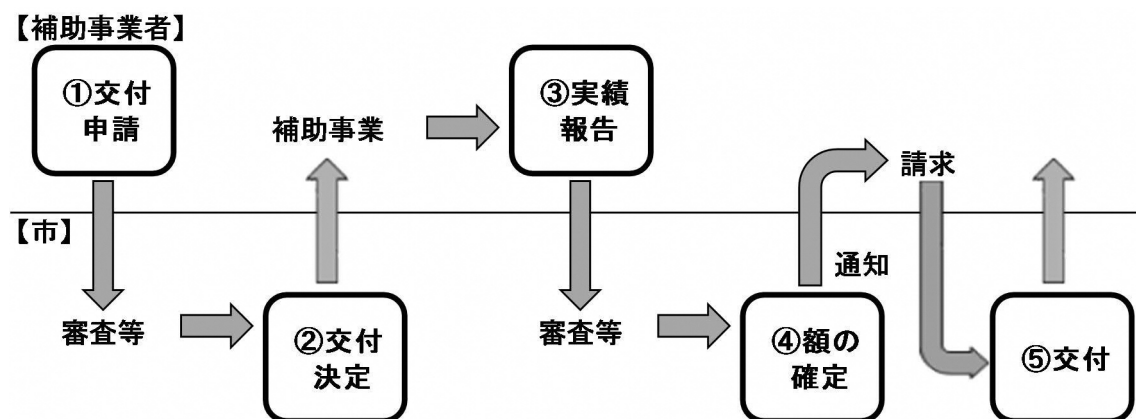 【補助事業者】
①交付
申請
補助事業
③実績
報告
請求
【市】
通知
審査等
②交付
決定
審査等
④額の
確定
⑤交付